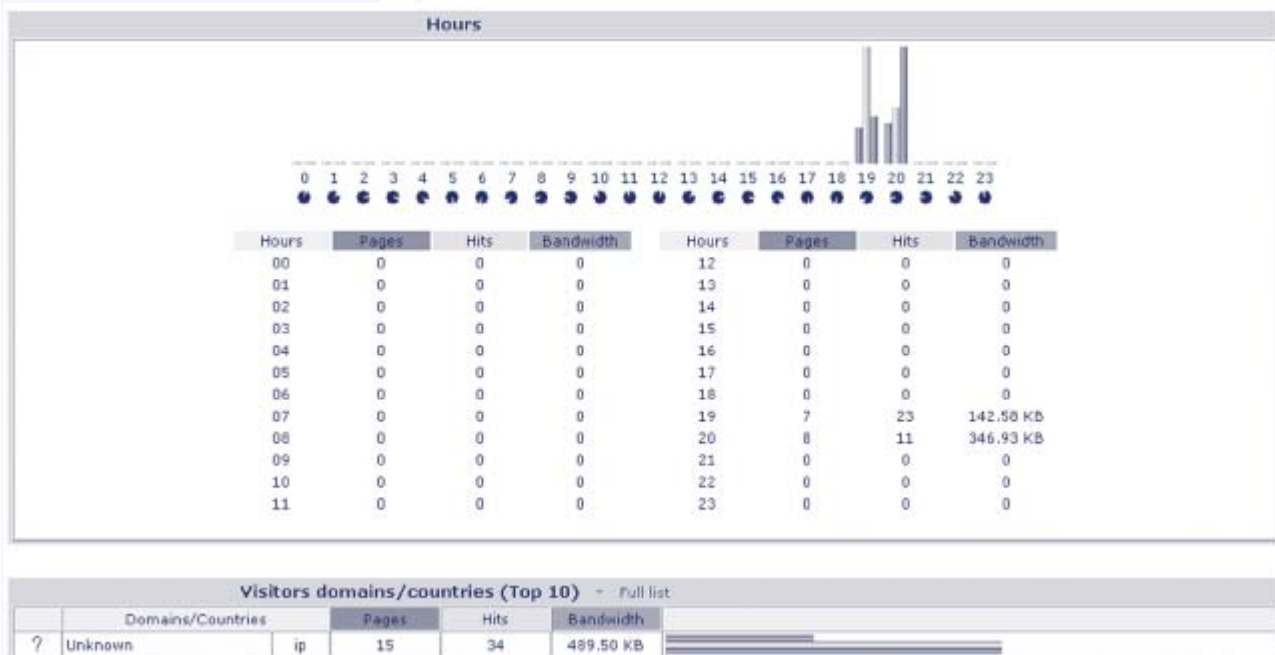 Hours
0 1 2 3 4 5 6 7 8 9 10 11 12 13 14 15 16 17 18 19 20 21 22 23
Hours Pages Hits Bandwidth Hours Pages Hits Bandwidth
00 0 0 0 12 0 0 0
01 0 0 0 13 0 0 0
02 0 0 0 14 0 0 0
03 0 0 0 15 0 0 0
04 0 0 0 16 0 0 0
05 0 0 0 17 0 0 0
06 0 0 0 18 0 0 0
07 0 0 0 19 7 23 142.58 KB
08 0 0 0 20 8 11 346.93 KB
09 0 0 0 21 0 0 0
10 0 0 0 22 0 0 0
11 0 0 0 23 0 0 0
Visitors domains/countries (Top 10) - Full list
Domains/Countries Pages Hits Bandwidth
? Unknown ip 15 34 489.50 KB